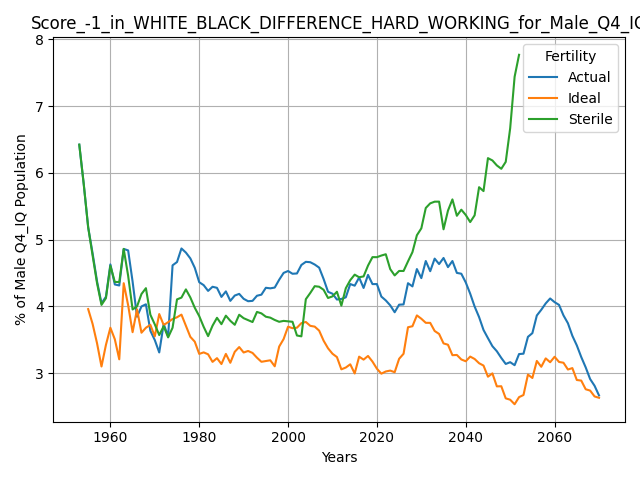 Score_-1_in_WHITE_BLACK_DIFFERENCE_HARD_WORKING_for_Male_Q4_IQ
8
7
6
5
4
3
% of Male Q4_IQ Population
Fertility
Actual
Ideal
Sterile
1960
1980
2000
2020
2040
2060
Years